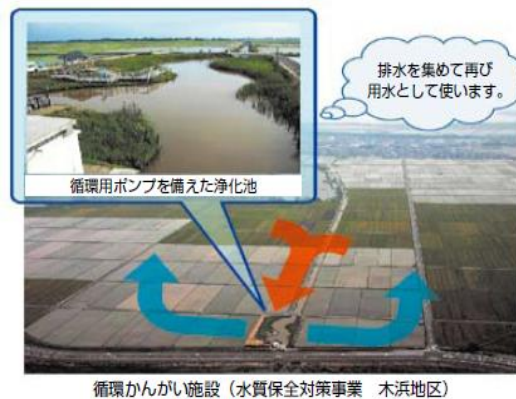 排水を集めて再び
用水として使います。
循環用ポンプを備えた浄化池
循環かんがい施設（水質保全対策事業　木浜地区）